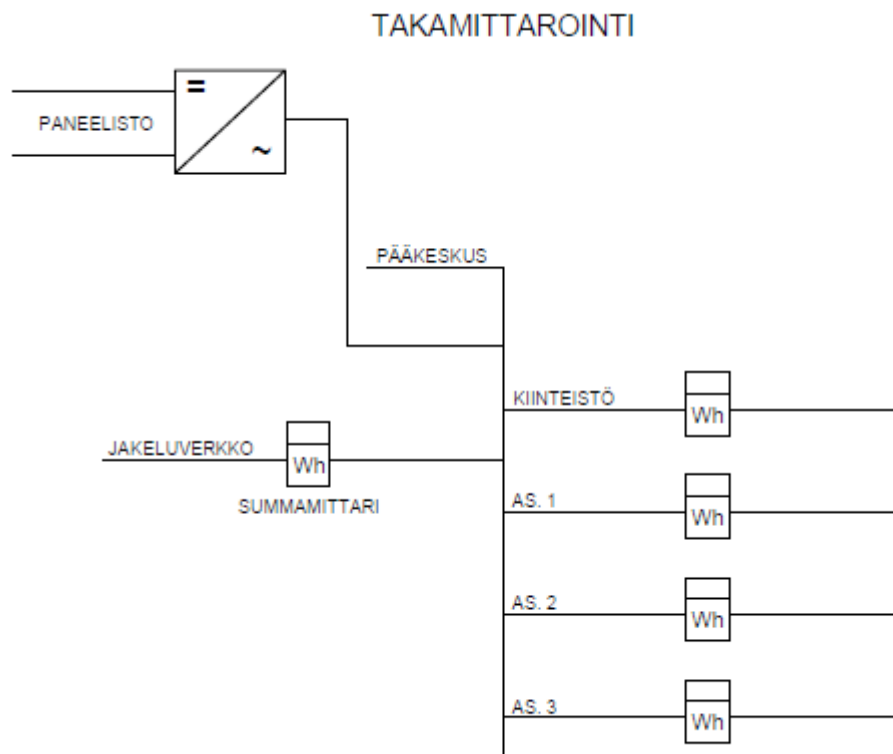 TAKAMITTAROINTI
=
PANEELISTO
~
PÄÄKESKUS
KIINTEISTÖ
Wh
JAKELUVERKKO
Wh
SUMMAMITTARI
AS. 1
Wh
AS. 2
Wh
AS. 3
Wh